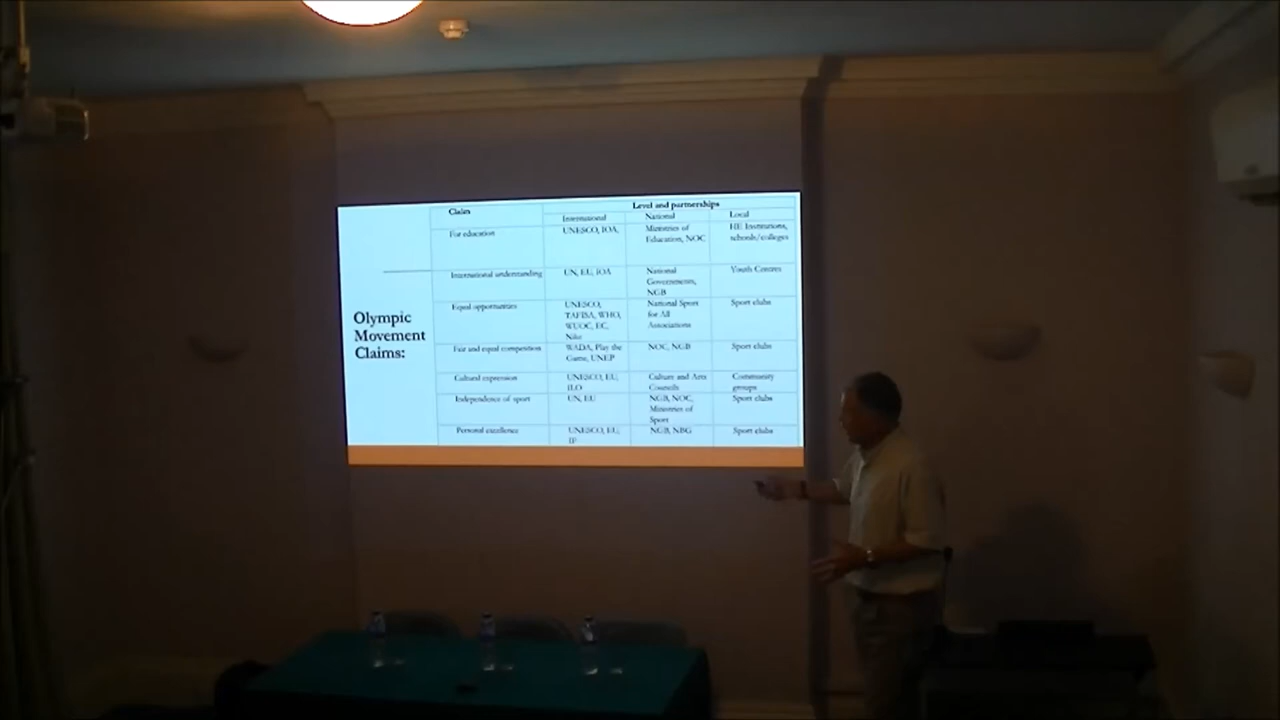 Olympic
Movement
Claims:
Claim
Level and partnerships
International
National
Local
For education
UNESCO, IOA,
Ministries of
Education, NOC
HE Institutions,
schools/colleges
International understanding
UN, EU, IOA
National
Governments,
NGB
Youth Centres
Equal opportunities
UNESCO,
TAFISA, WHO,
WUOC, EC,
Nike
National Sport
for All
Associations
Sport clubs
Fair and equal competition
WADA, Play the
Game, UNEP
NOC, NGB
Sport clubs
Cultural expression
UNESCO, EU,
ILO
Culture and Arts
Councils
Community
groups
Independence of sport
UN, EU
NGB, NOC,
Ministries of
Sport
Sport clubs
Personal excellence
UNESCO, EU,
IF
NGB, NBG
Sport clubs